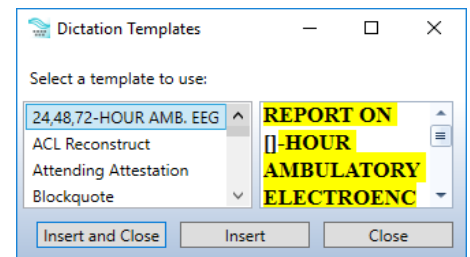 Dictation Templates
Select a template to use:
24,48,72-HOUR AMB. EEG
ACL Reconstruct
Attending Attestation
Blockquote
REPORT ON
[]-HOUR
AMBULATORY
ELECTROENC
Insert and Close
Insert
Close